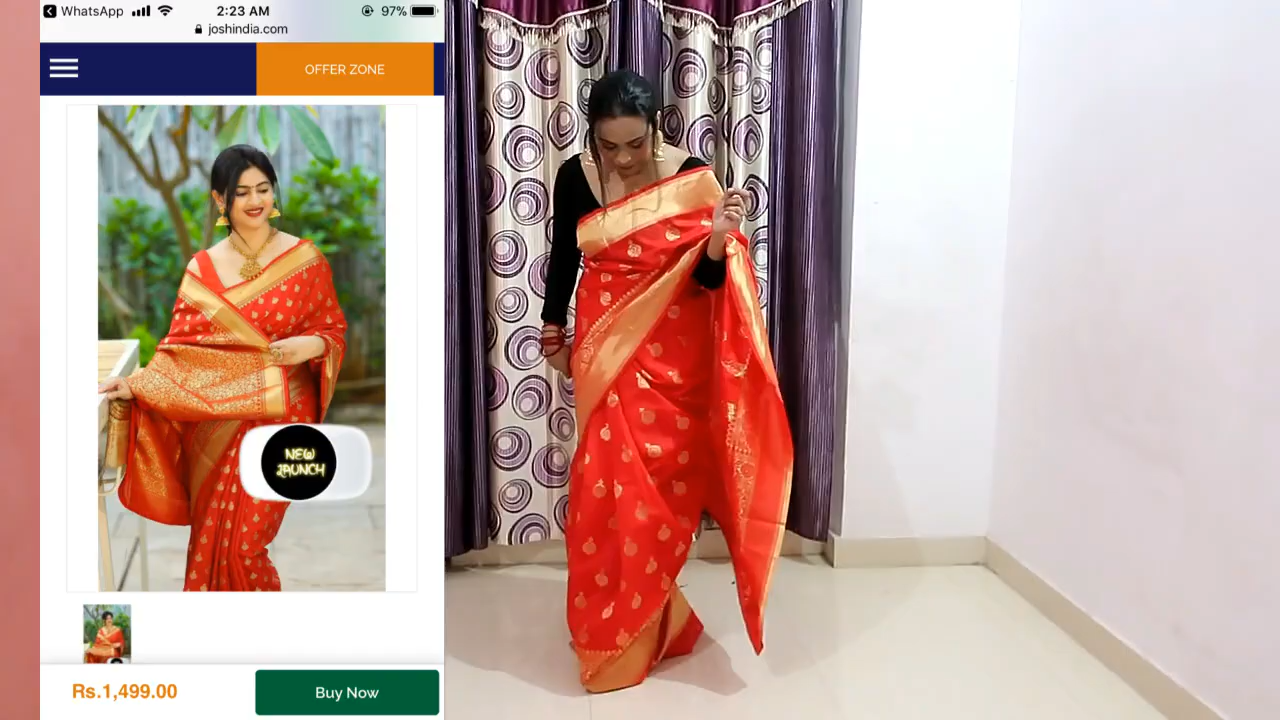 WhatsApp
2:23 AM
97%
joshindia.com
OFFER ZONE
NEW
LAUNCH
Rs.1,499.00
Buy Now